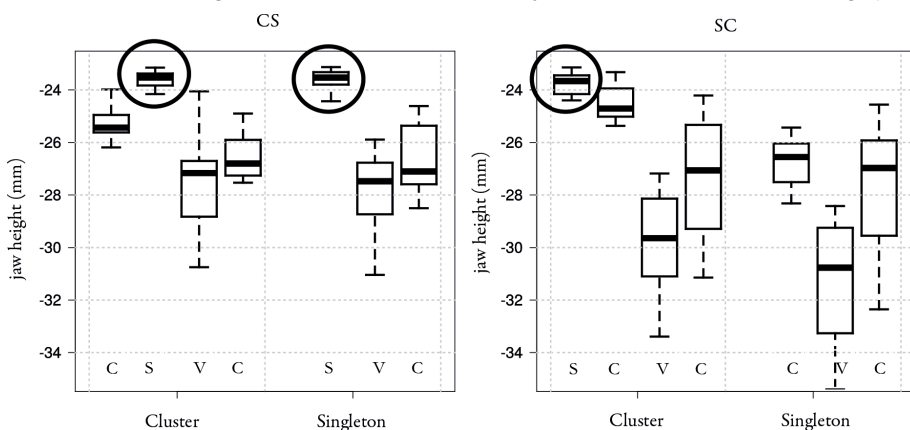 CS
SC
-24
-26
-28
-30
-32
-34
jaw height (mm)
C S V C S V C
Cluster Singleton
-24
-26
-28
-30
-32
-34
jaw height (mm)
S C V C C V C
Cluster Singleton